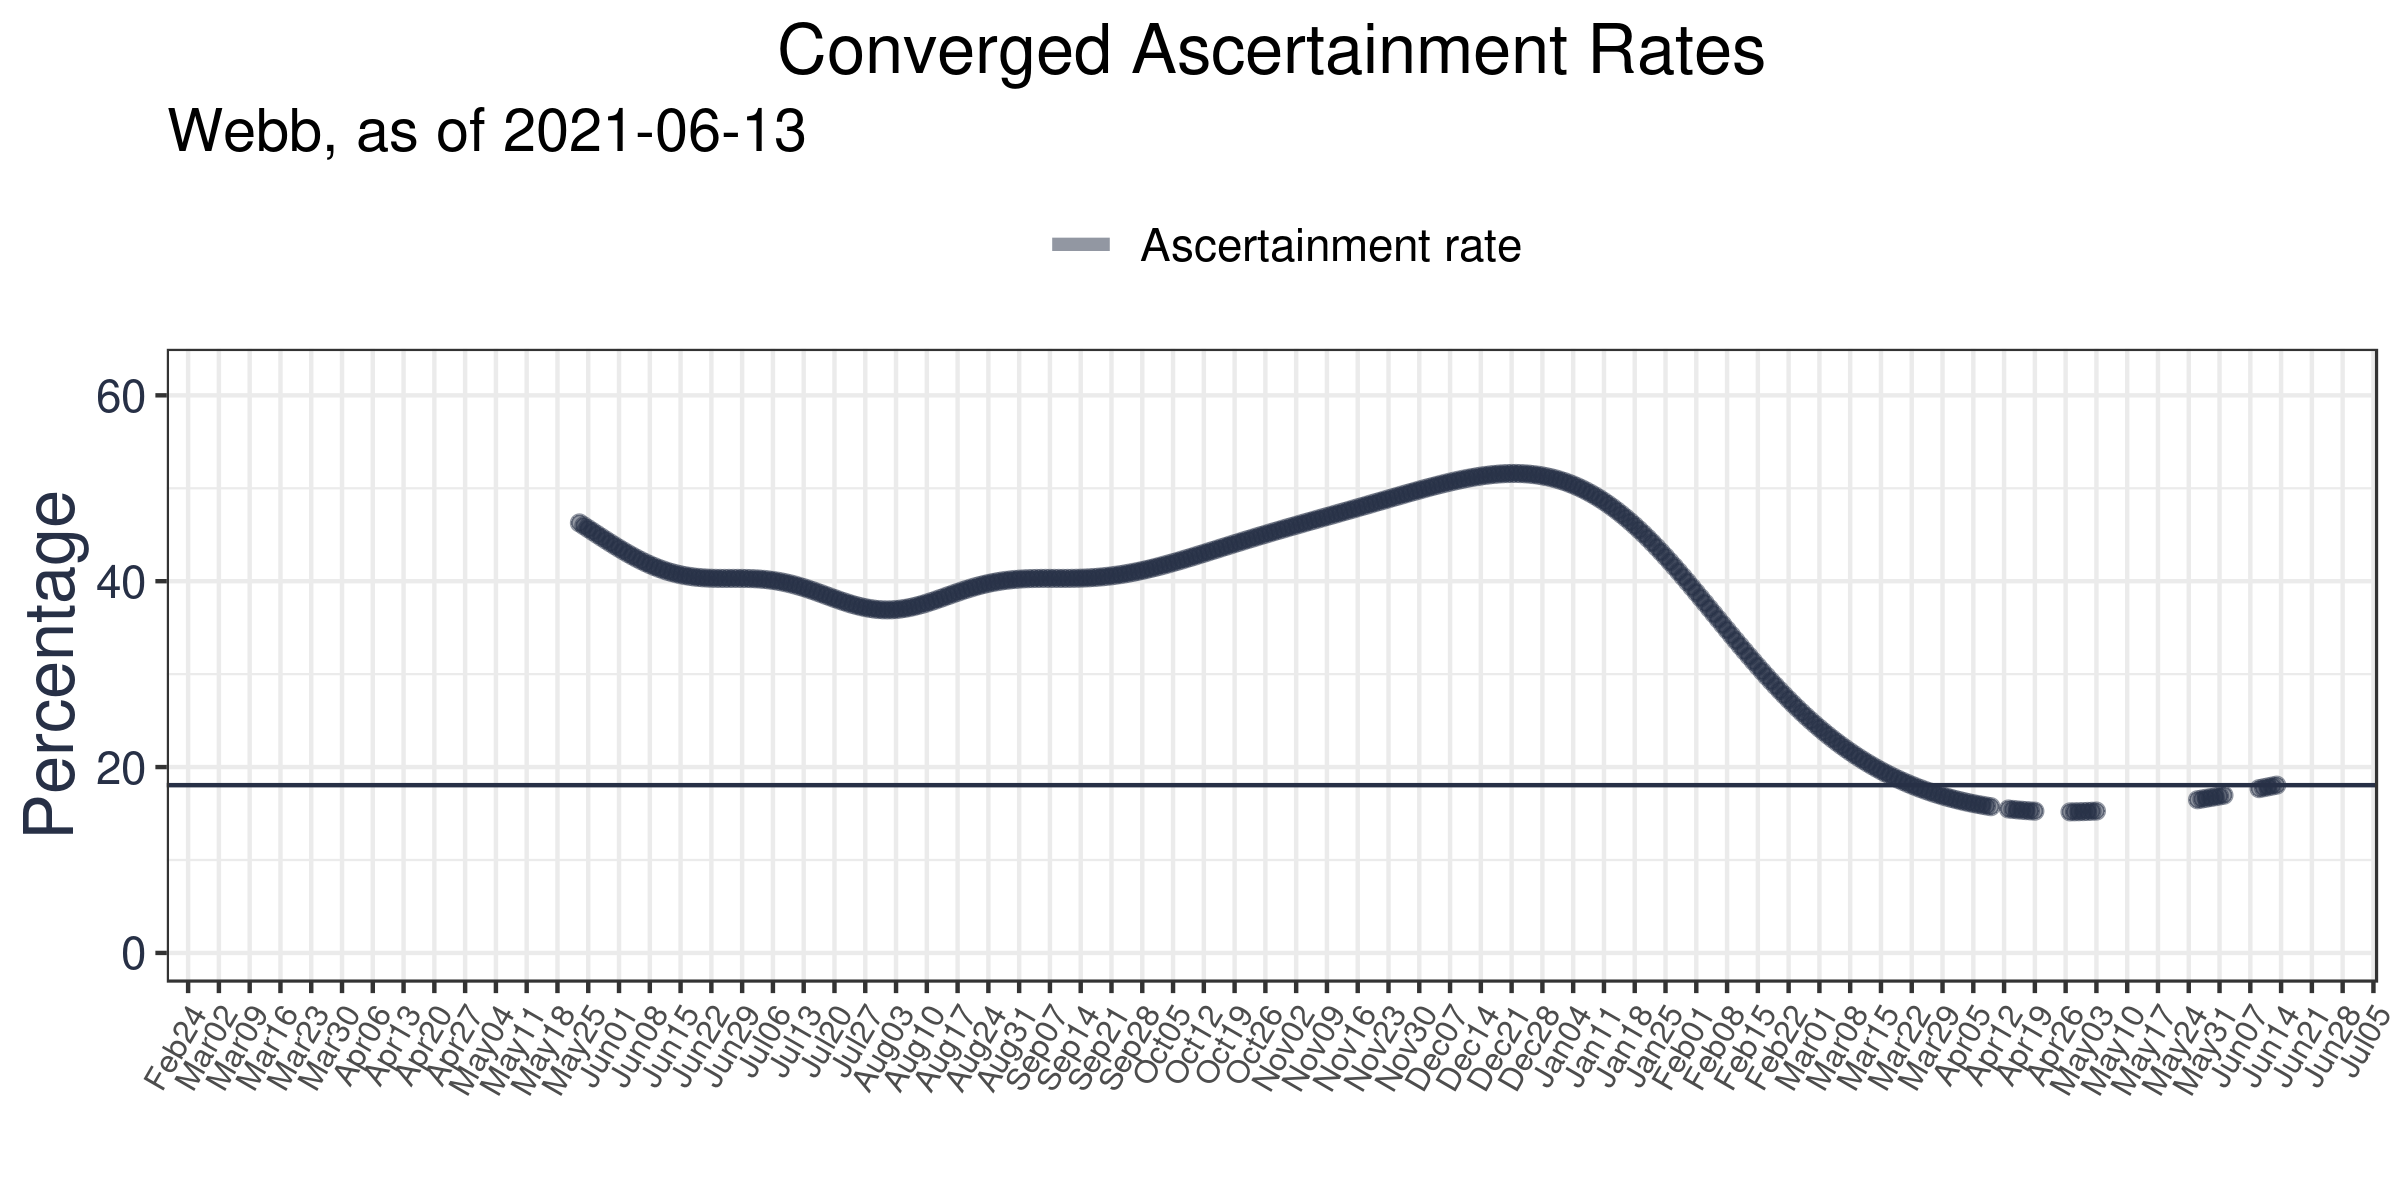 Converged Ascertainment Rates
Webb, as of 2021-06-13
Ascertainment rate
Percentage
60
40
20
0
Feb24
Mar02
Mar09
Mar16
Mar23
Mar30
Apr06
Apr13
Apr20
Apr27
May04
May11
May18
May25
Jun01
Jun08
Jun15
Jun22
Jun29
Jul06
Jul13
Jul20
Jul27
Aug03
Aug10
Aug17
Aug24
Aug31
Sep07
Sep14
Sep21
Sep28
Oct05
Oct12
Oct19
Oct26
Nov02
Nov09
Nov16
Nov23
Nov30
Dec07
Dec14
Dec21
Dec28
Jan04
Jan11
Jan18
Jan25
Feb01
Feb08
Feb15
Feb22
Mar01
Mar08
Mar15
Mar22
Mar29
Apr05
Apr12
Apr19
Apr26
May03
May10
May17
May24
May31
Jun07
Jun14
Jun21
Jun28
Jul05